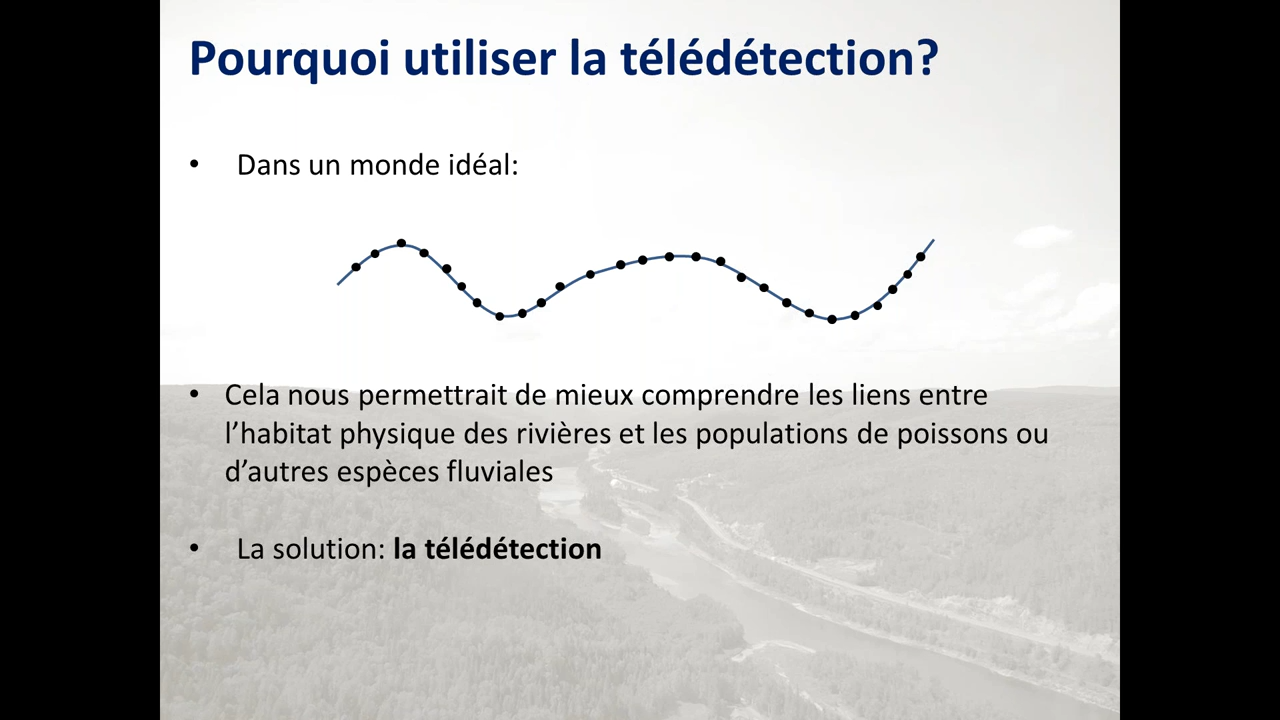 Pourquoi utiliser la télédétection?
• Dans un monde idéal:
• Cela nous permettrait de mieux comprendre les liens entre
l’habitat physique des rivières et les populations de poissons ou
d’autres espèces fluviales
• La solution: la télédétection